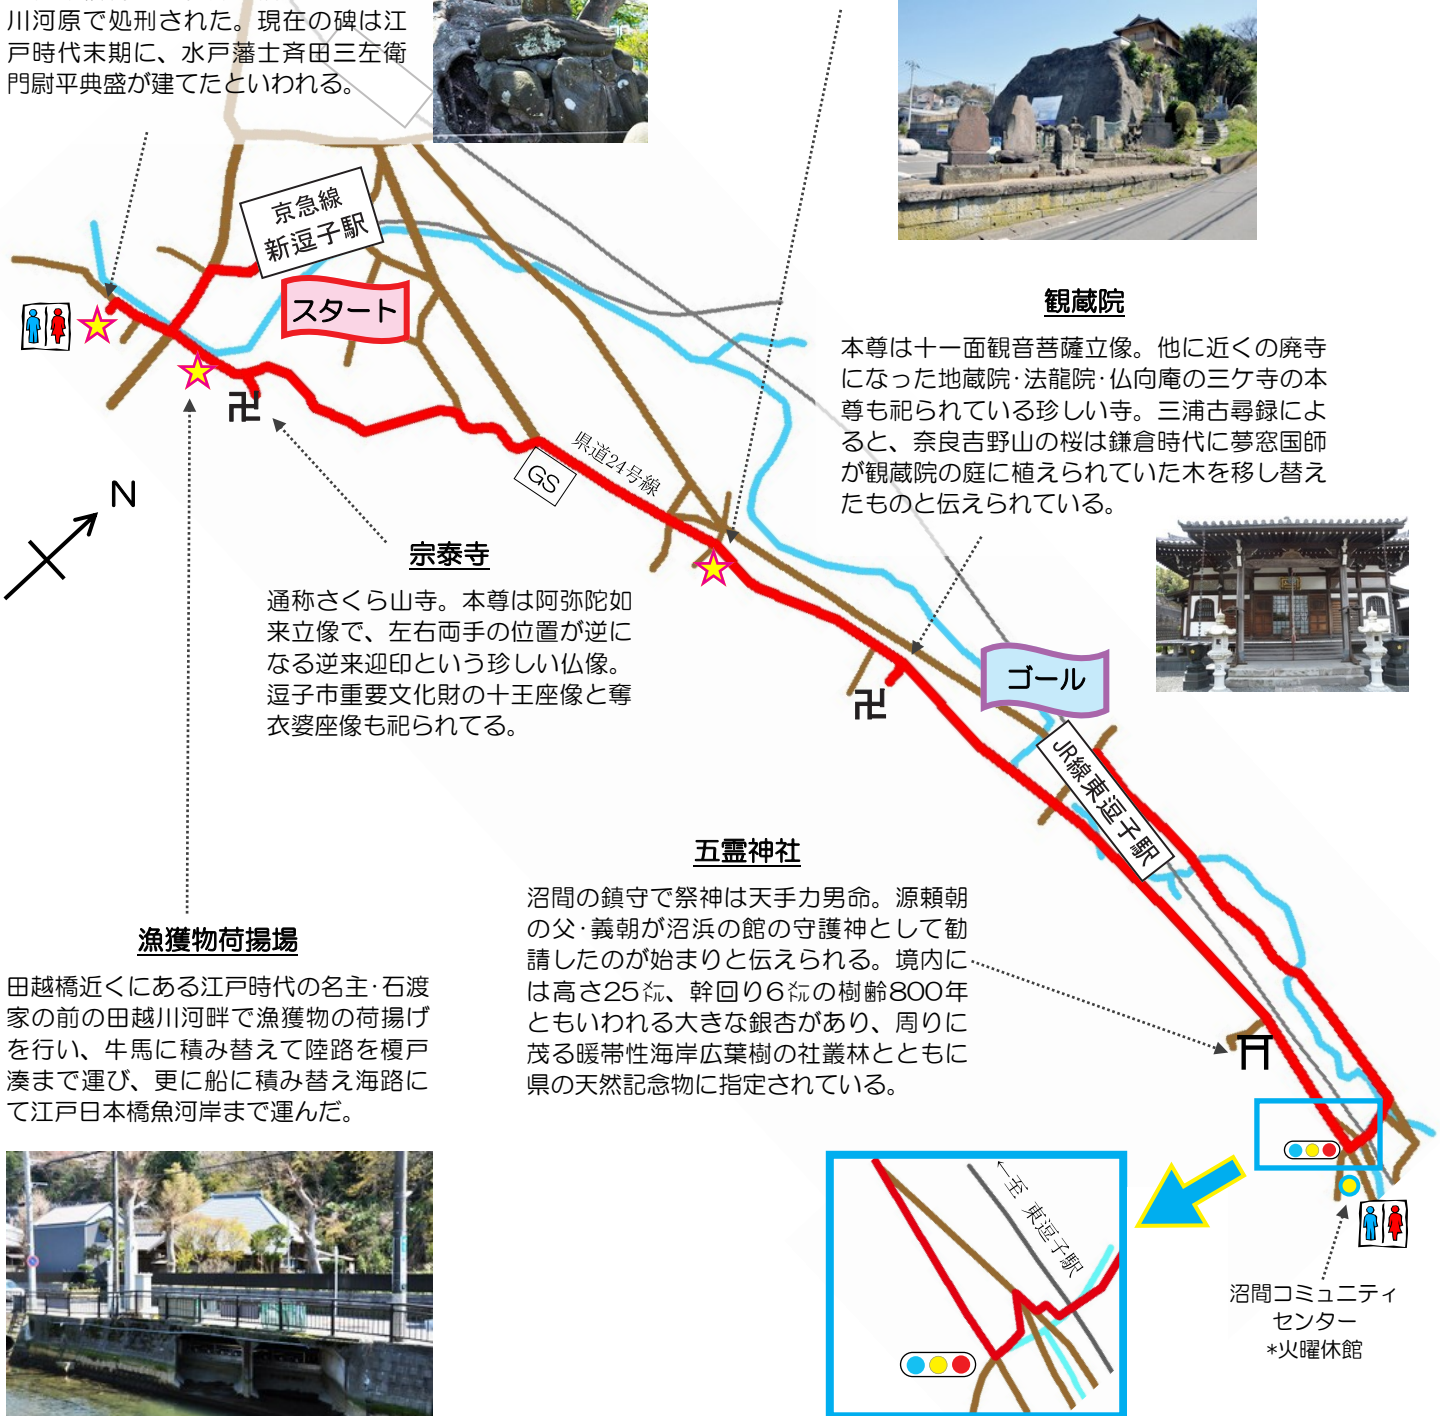 川河原で処刑された。現在の碑は江
戸時代末期に、水戸藩士斉田三左衛
門尉平典盛が建てたといわれる。
京急線
新逗子駅
スタート
観蔵院
本尊は十一面観音菩薩立像。他に近くの廃寺
になった地蔵院･法龍院･仏向庵の三ケ寺の本
尊も祀られている珍しい寺。三浦古尋録によ
ると、奈良吉野山の桜は鎌倉時代に夢窓国師
が観蔵院の庭に植えられていた木を移し替え
たものと伝えられている。
県道24号線
GS
N
宗泰寺
通称さくら山寺。本尊は阿弥陀如
来立像で、左右両手の位置が逆に
なる逆来迎印という珍しい仏像。
逗子市重要文化財の十王座像と奪
衣婆座像も祀られてる。
卍
卍
ゴール
JR線東逗子駅
五霊神社
沼間の鎮守で祭神は天手力男命。源頼朝
の父･義朝が沼浜の館の守護神として勧
請したのが始まりと伝えられる。境内に
は高さ25㍍、幹回り6㍍の樹齢800年
ともいわれる大きな銀杏があり、周りに
茂る暖帯性海岸広葉樹の社叢林とともに
県の天然記念物に指定されている。
漁獲物荷揚場
田越橋近くにある江戸時代の名主･石渡
家の前の田越川河畔で漁獲物の荷揚げ
を行い、牛馬に積み替えて陸路を榎戸
湊まで運び、更に船に積み替え海路に
て江戸日本橋魚河岸まで運んだ。
←至 東逗子駅
沼間コミュニティ
センター
*火曜休館